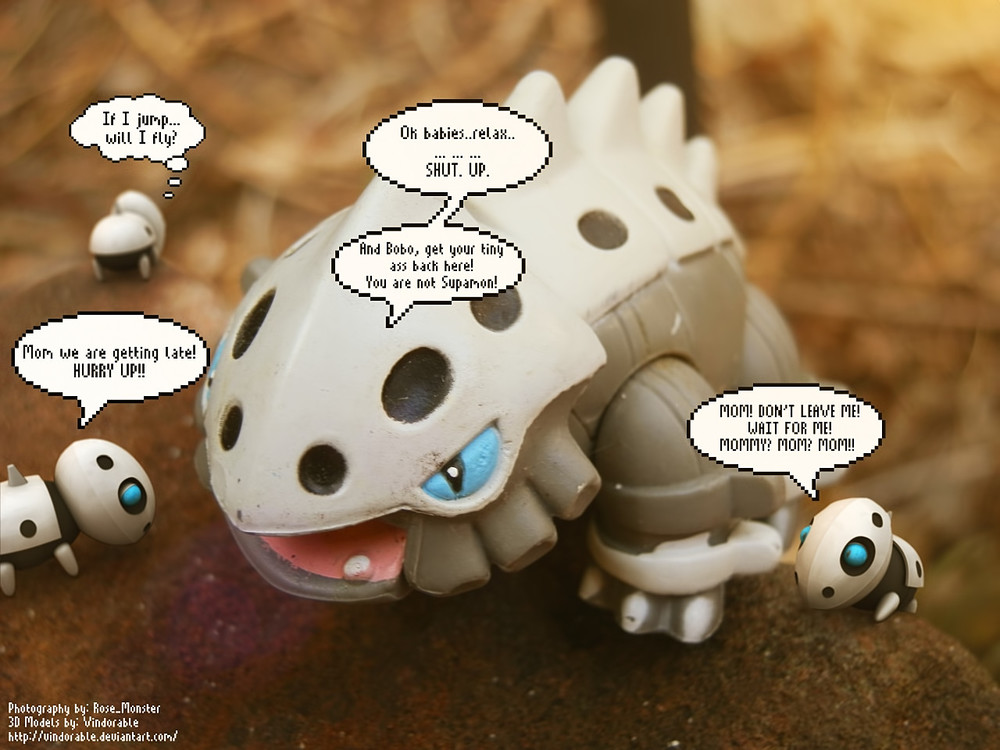 If I jump...
will I fly?
Ok babies..relax..
... ... ...
SHUT. UP.
And Bobo, get your tiny
ass back here!
You are not Supamon!
Mom we are getting late!
HURRY UP!!
MOM! DON'T LEAVE ME!
WAIT FOR ME!
MOMMY? MOM? MOM!!
Photography by: Rose_Monster
3D Models by: Vindorable
http://vindorable.deviantart.com/